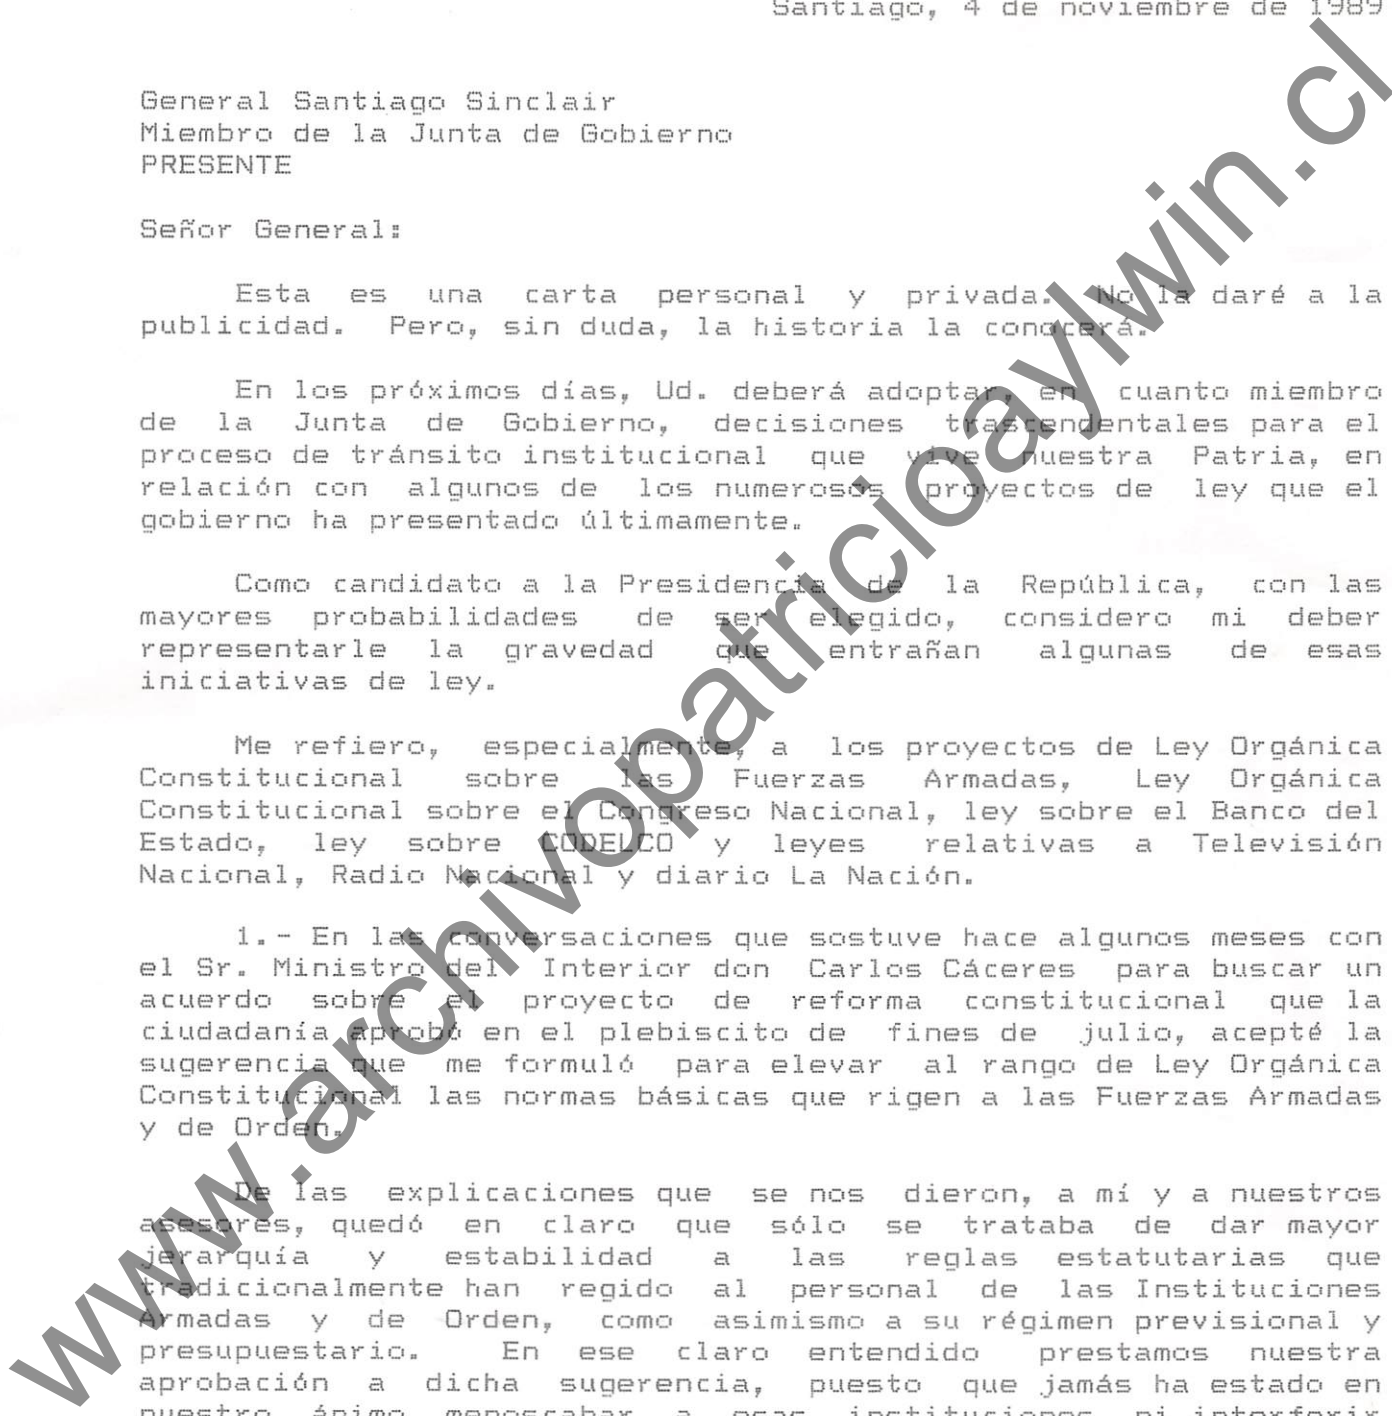 Santiago, 4 de noviembre de 1989
General Santiago Sinclair
Miembro de la Junta de Gobierno
PRESENTE
Señor General:
Esta es una carta personal y privada. No la daré a la
publicidad. Pero, sin duda, la historia la conocerá.
En los próximos días, Ud. deberá adoptar, en cuanto miembro
de la Junta de Gobierno, decisiones trascendentales para el
proceso de tránsito institucional que vive nuestra Patria, en
relación con algunos de los numerosos proyectos de ley que el
gobierno ha presentado últimamente.
Como candidato a la Presidencia de la República, con las
mayores probabilidades de ser elegido, considero mi deber
representarle la gravedad que entrañan algunas de esas
iniciativas de ley.
Me refiero, especialmente, a los proyectos de Ley Orgánica
Constitucional sobre las Fuerzas Armadas, Ley Orgánica
Constitucional sobre el Congreso Nacional, ley sobre el Banco del
Estado, ley sobre CODELCO y leyes relativas a Televisión
Nacional, Radio Nacional y diario La Nación.
1.- En las conversaciones que sostuve hace algunos meses con
el Sr. Ministro del Interior don Carlos Cáceres para buscar un
acuerdo sobre el proyecto de reforma constitucional que la
ciudadanía aprobó en el plebiscito de fines de julio, acepté la
sugerencia que me formuló para elevar al rango de Ley Orgánica
Constitucional las normas básicas que rigen a las Fuerzas Armadas
y de Orden.
De las explicaciones que se nos dieron, a mí y a nuestros
asesores, quedó en claro que sólo se trataba de dar mayor
jerarquía y estabilidad a las reglas estatutarias que
tradicionalmente han regido al personal de las Instituciones
Armadas y de Orden, como asimismo a su régimen previsional y
presupuestario. En ese claro entendido prestamos nuestra
aprobación a dicha sugerencia, puesto que jamás ha estado en
nuestro ánimo menoscabar a esas instituciones ni interferir
www.archivopatricioaylwin.cl